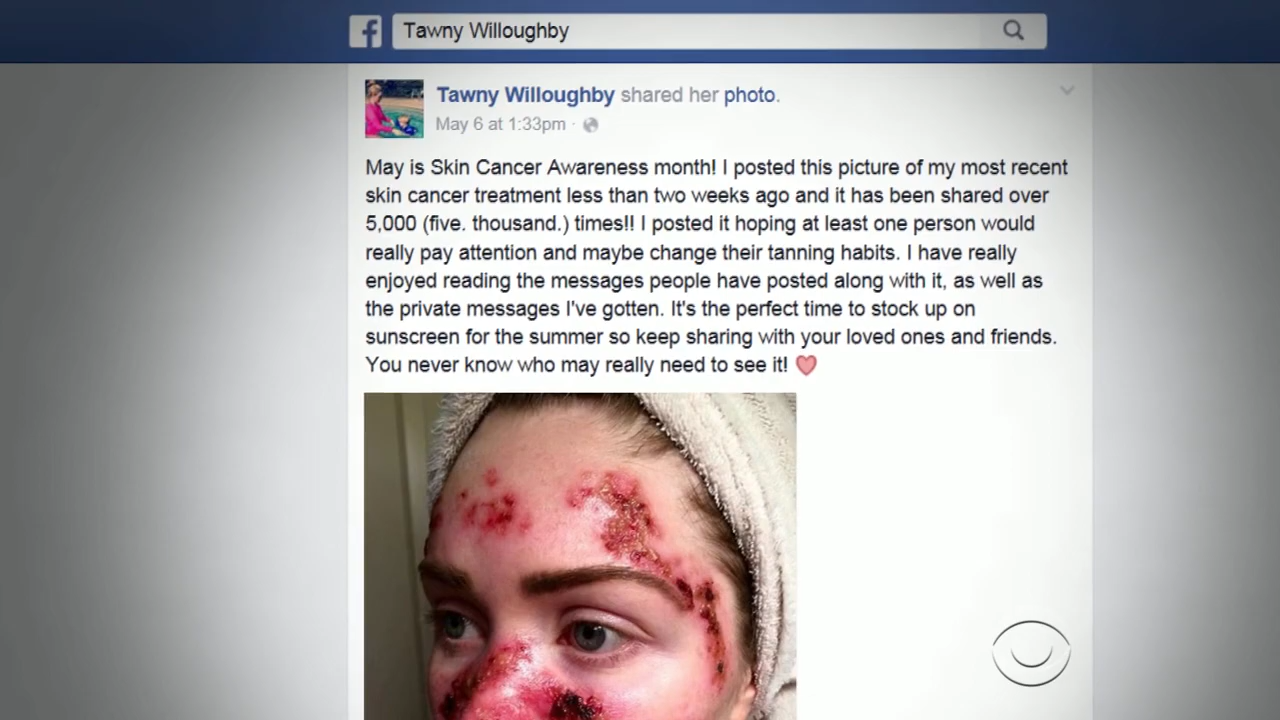 Tawny Willoughby
Tawny Willoughby shared her photo.
May 6 at 1:33pm ·
May is Skin Cancer Awareness month! I posted this picture of my most recent
skin cancer treatment less than two weeks ago and it has been shared over
5,000 (five. thousand.) times!! I posted it hoping at least one person would
really pay attention and maybe change their tanning habits. I have really
enjoyed reading the messages people have posted along with it, as well as
the private messages I've gotten. It's the perfect time to stock up on
sunscreen for the summer so keep sharing with your loved ones and friends.
You never know who may really need to see it! ❤